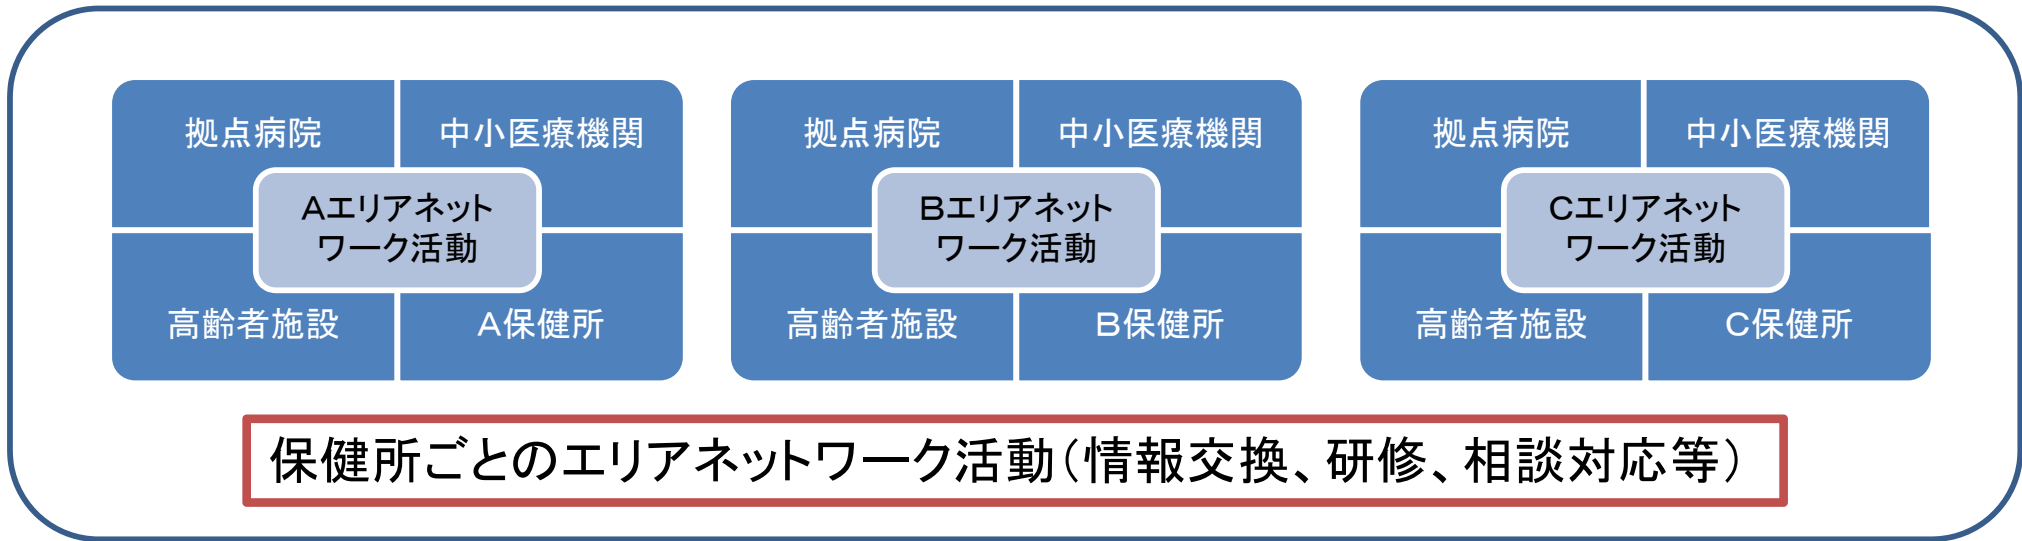 拠点病院
中小医療機関
Aエリアネット
ワーク活動
高齢者施設
A保健所
拠点病院
中小医療機関
Bエリアネット
ワーク活動
高齢者施設
B保健所
拠点病院
中小医療機関
Cエリアネット
ワーク活動
高齢者施設
C保健所
保健所ごとのエリアネットワーク活動（情報交換、研修、相談対応等）